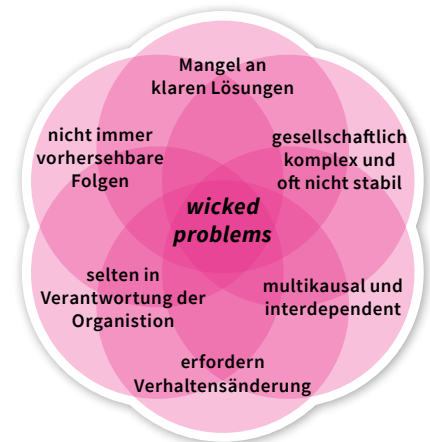 Mangel an
klaren Lösungen
nicht immer
vorhersehbare
Folgen
gesellschaftlich
komplex und
oft nicht stabil
wicked
problems
selten in
Verantwortung der
Organistion
multikausal und
interdependent
erfordern
Verhaltensänderung